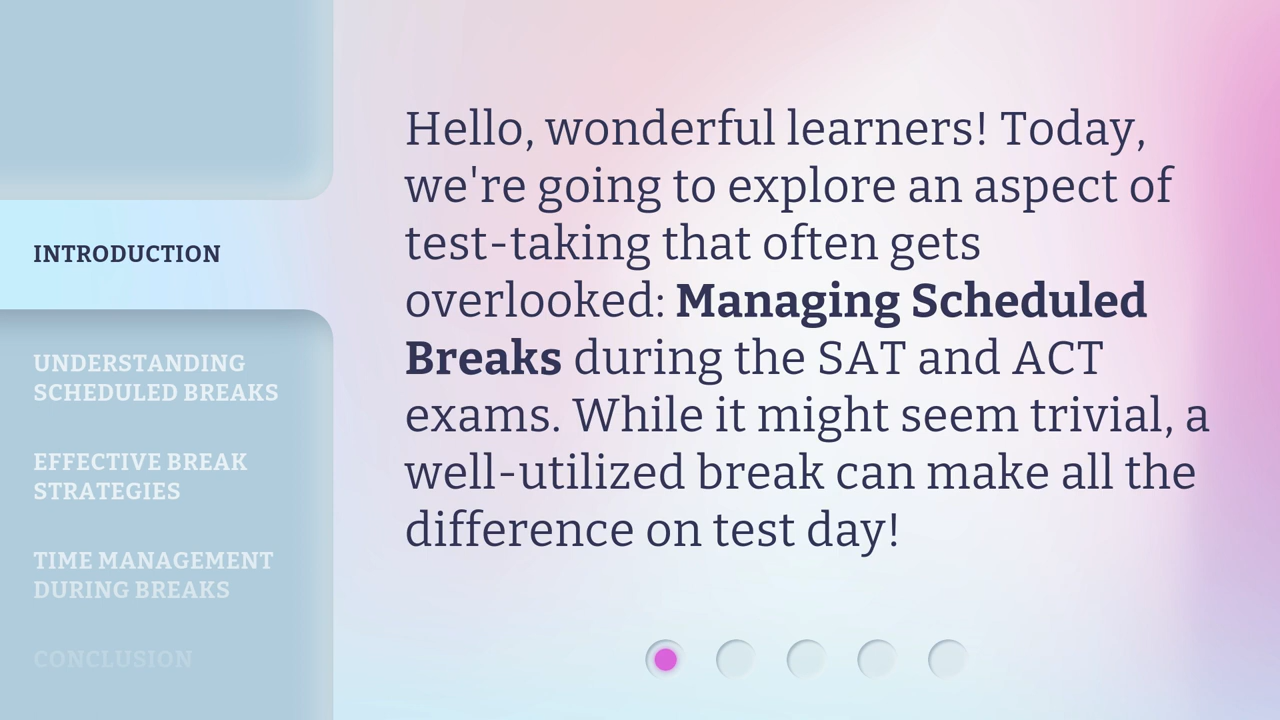 INTRODUCTION
UNDERSTANDING
SCHEDULED BREAKS
EFFECTIVE BREAK
STRATEGIES
TIME MANAGEMENT
DURING BREAKS
CONCLUSION
Hello, wonderful learners! Today,
we're going to explore an aspect of
test-taking that often gets
overlooked: Managing Scheduled
Breaks during the SAT and ACT
exams. While it might seem trivial, a
well-utilized break can make all the
difference on test day!